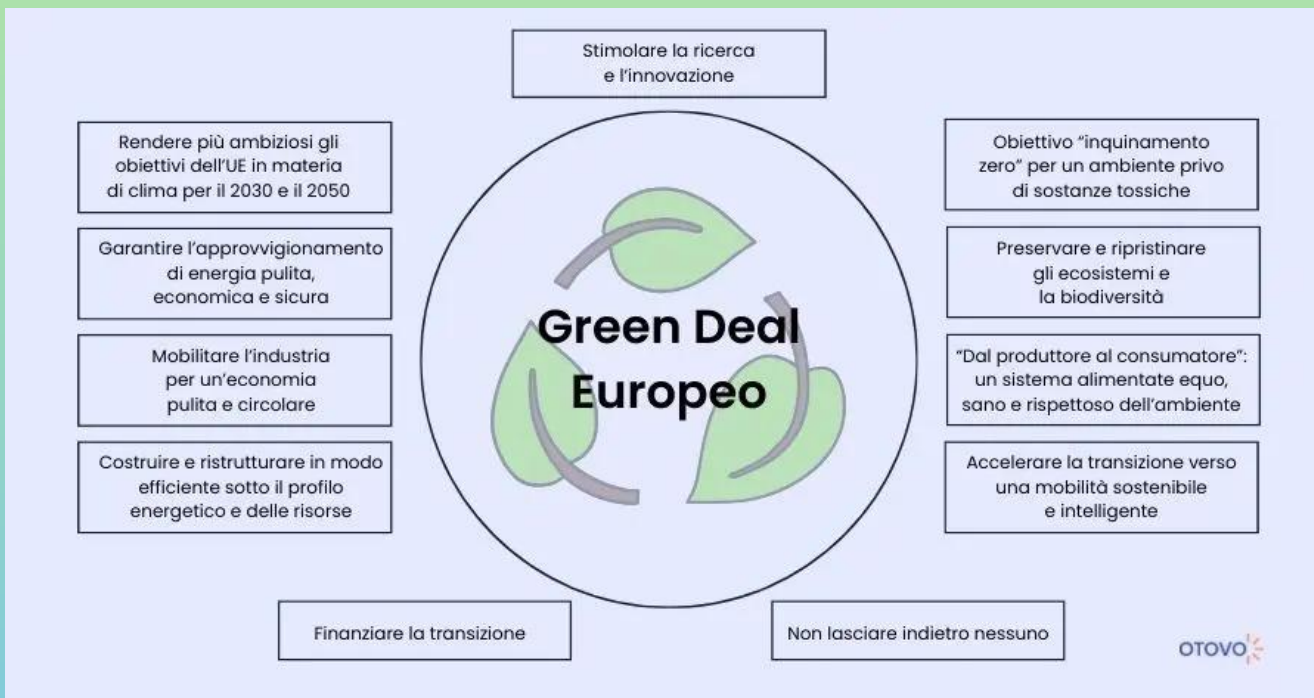 Stimolare la ricerca
e l'innovazione
Rendere più ambiziosi gli
obiettivi dell'UE in materia
di clima per il 2030 e il 2050
Garantire l'approvvigionamento
di energia pulita,
economica e sicura
Mobilitare l'industria
per un'economia
pulita e circolare
Costruire e ristrutturare in modo
efficiente sotto il profilo
energetico e delle risorse
Green Deal
Europeo
Obiettivo “inquinamento
zero” per un ambiente privo
di sostanze tossiche
Preservare e ripristinare
gli ecosistemi e
la biodiversità
“Dal produttore al consumatore”:
un sistema alimentate equo,
sano e rispettoso dell'ambiente
Accelerare la transizione verso
una mobilità sostenibile
e intelligente
Finanziare la transizione
Non lasciare indietro nessuno
OTOVO